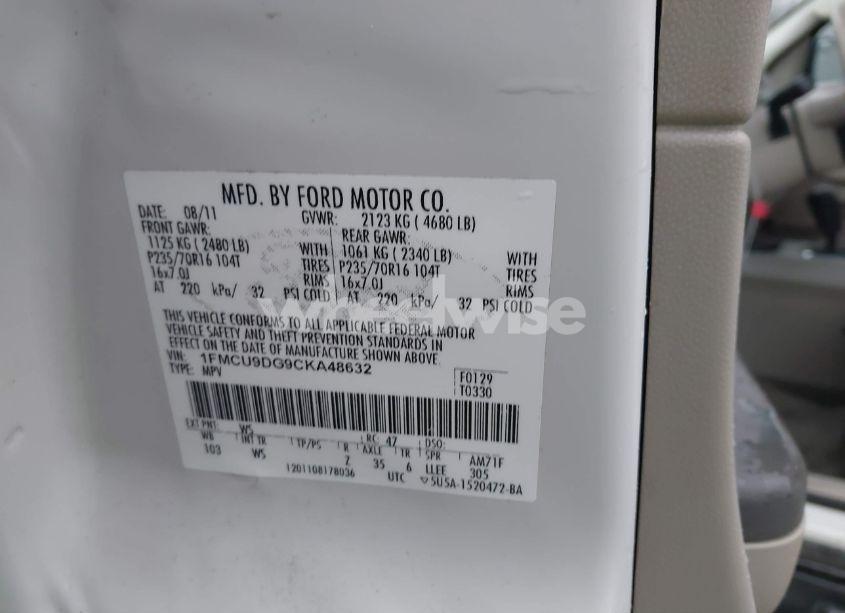 MFD. BY FORD MOTOR CO.
DATE: 08/11 GVWR: 2123 KG ( 4680 LB)
FRONT GAWR: REAR GAWR:
1125 KG ( 2480 LB) WITH 1061 KG ( 2340 LB) WITH
P235/70R16 104T TIRES P235/70R16 104T TIRES
16x7.0J RIMS 16x7.0J RIMS
AT 220 kPa/ 32 PSI COLD AT 220 kPa/ 32 PSI COLD
THIS VEHICLE CONFORMS TO ALL APPLICABLE FEDERAL MOTOR
VEHICLE SAFETY AND THEFT PREVENTION STANDARDS IN
EFFECT ON THE DATE OF MANUFACTURE SHOWN ABOVE.
VIN: 1FMCU9DG9CKA48632
TYPE: MPV
F0129
T0330
EXT PNT: WS RC: 47 DSO:
WB INT TR TP/PS R AXLE TR SPR AM71F
103 WS Z 35 6 LLEE 305
1201108178036 UTC ▽5U5A-1520472-BA
wheelwise